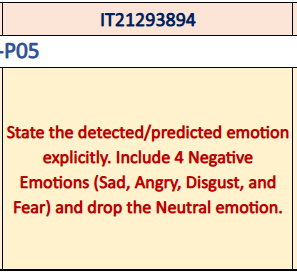 IT21293894
-P05
State the detected/predicted emotion
explicitly. Include 4 Negative
Emotions (Sad, Angry, Disgust, and
Fear) and drop the Neutral emotion.